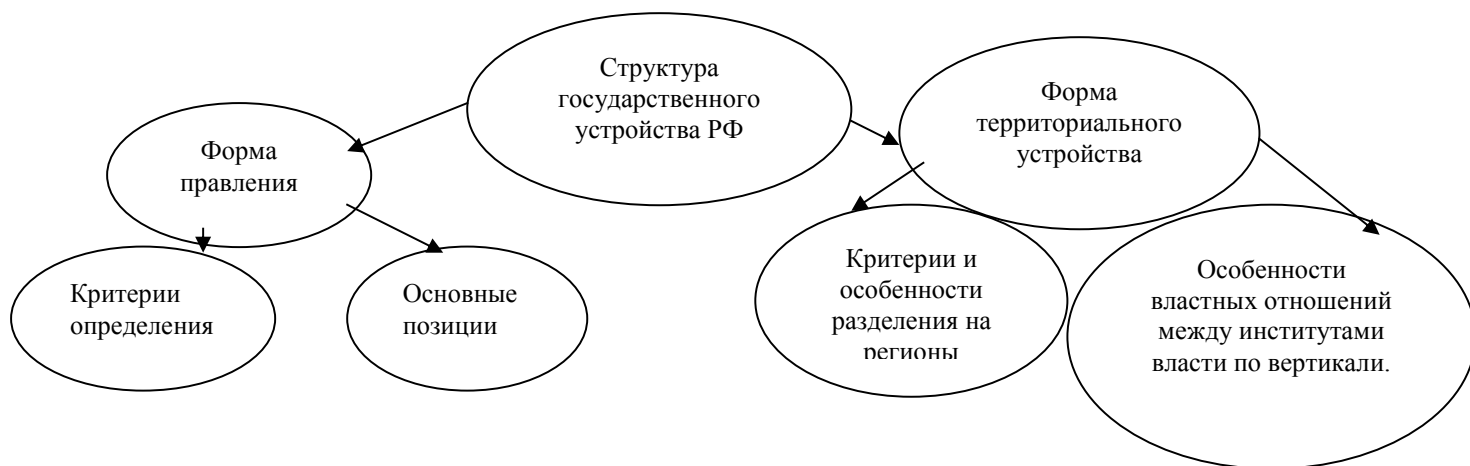 Структура
государственного
устройства РФ
Форма
правления
Форма
территориального
устройства
Критерии
определения
Основные
позиции
Критерии и
особенности
разделения на
регионы
Особенности
властных отношений
между институтами
власти по вертикали.